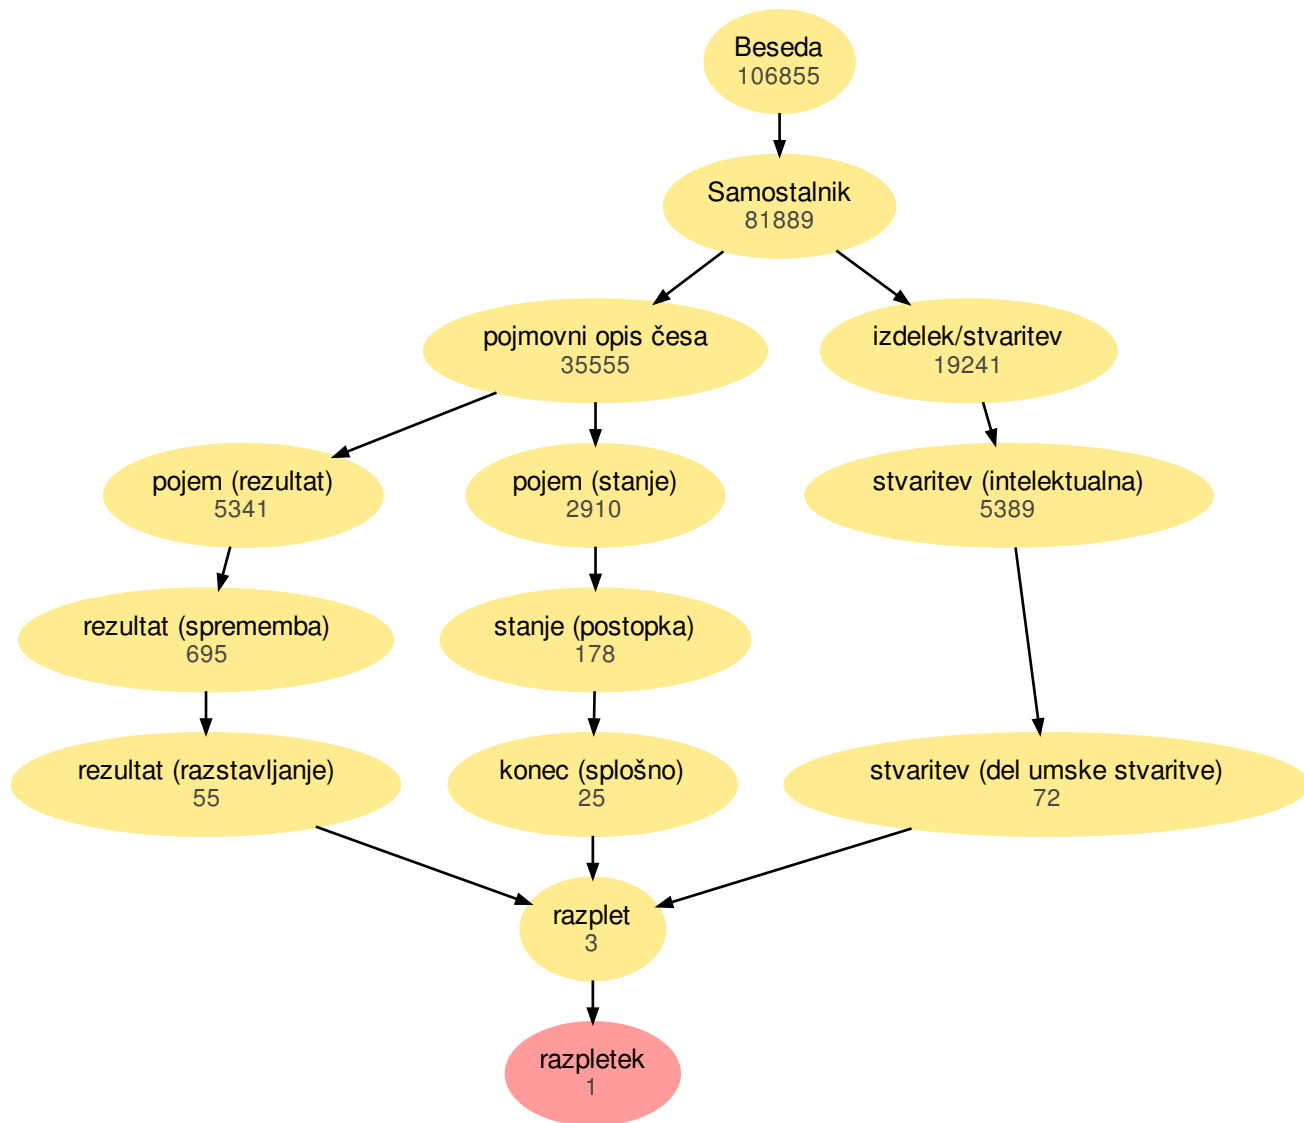 Beseda
106855
Samostalnik
81889
pojmovni opis česa
35555
izdelek/stvaritev
19241
pojem (rezultat)
5341
pojem (stanje)
2910
stvaritev (intelektualna)
5389
rezultat (sprememba)
695
stanje (postopka)
178
rezultat (razstavljanje)
55
konec (splošno)
25
stvaritev (del umske stvaritve)
72
razplet
3
razpletek
1